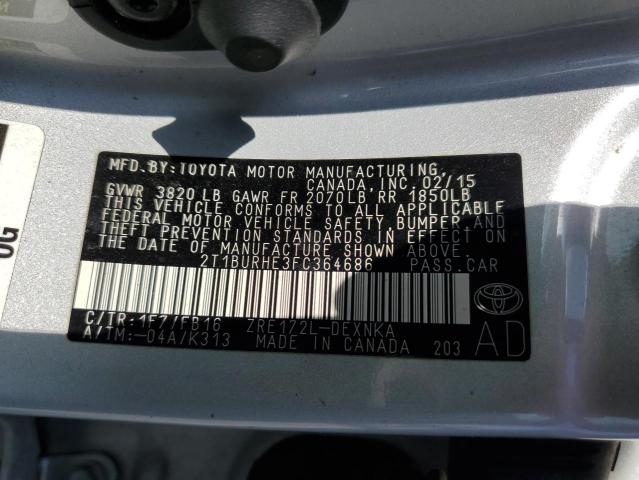 MFD. BY: TOYOTA MOTOR MANUFACTURING,
CANADA, INC. 02/15
GVWR 3820 LB GAWR FR 2070 LB RR 1850LB
THIS VEHICLE CONFORMS TO ALL APPLICABLE
FEDERAL MOTOR VEHICLE SAFETY, BUMPER, AND
THEFT PREVENTION STANDARDS IN EFFECT ON
THE DATE OF MANUFACTURE SHOWN ABOVE.
2T1BURHE3FC364686 PASS. CAR
C/TR: 1F7/FB16 ZRE172L-DEXNKA
A/TM: -04A/K313 MADE IN CANADA 203
AD
G